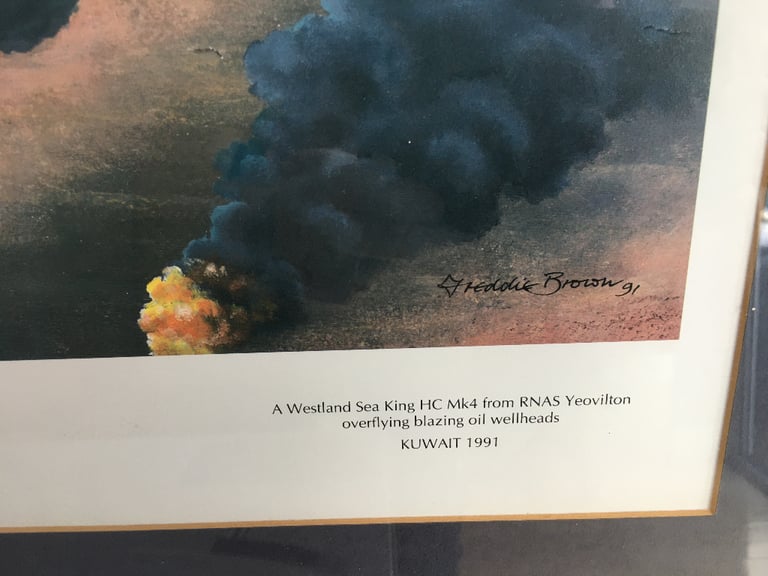 Freddie Brown 91
A Westland Sea King HC Mk4 from RNAS Yeovilton
overflying blazing oil wellheads
KUWAIT 1991